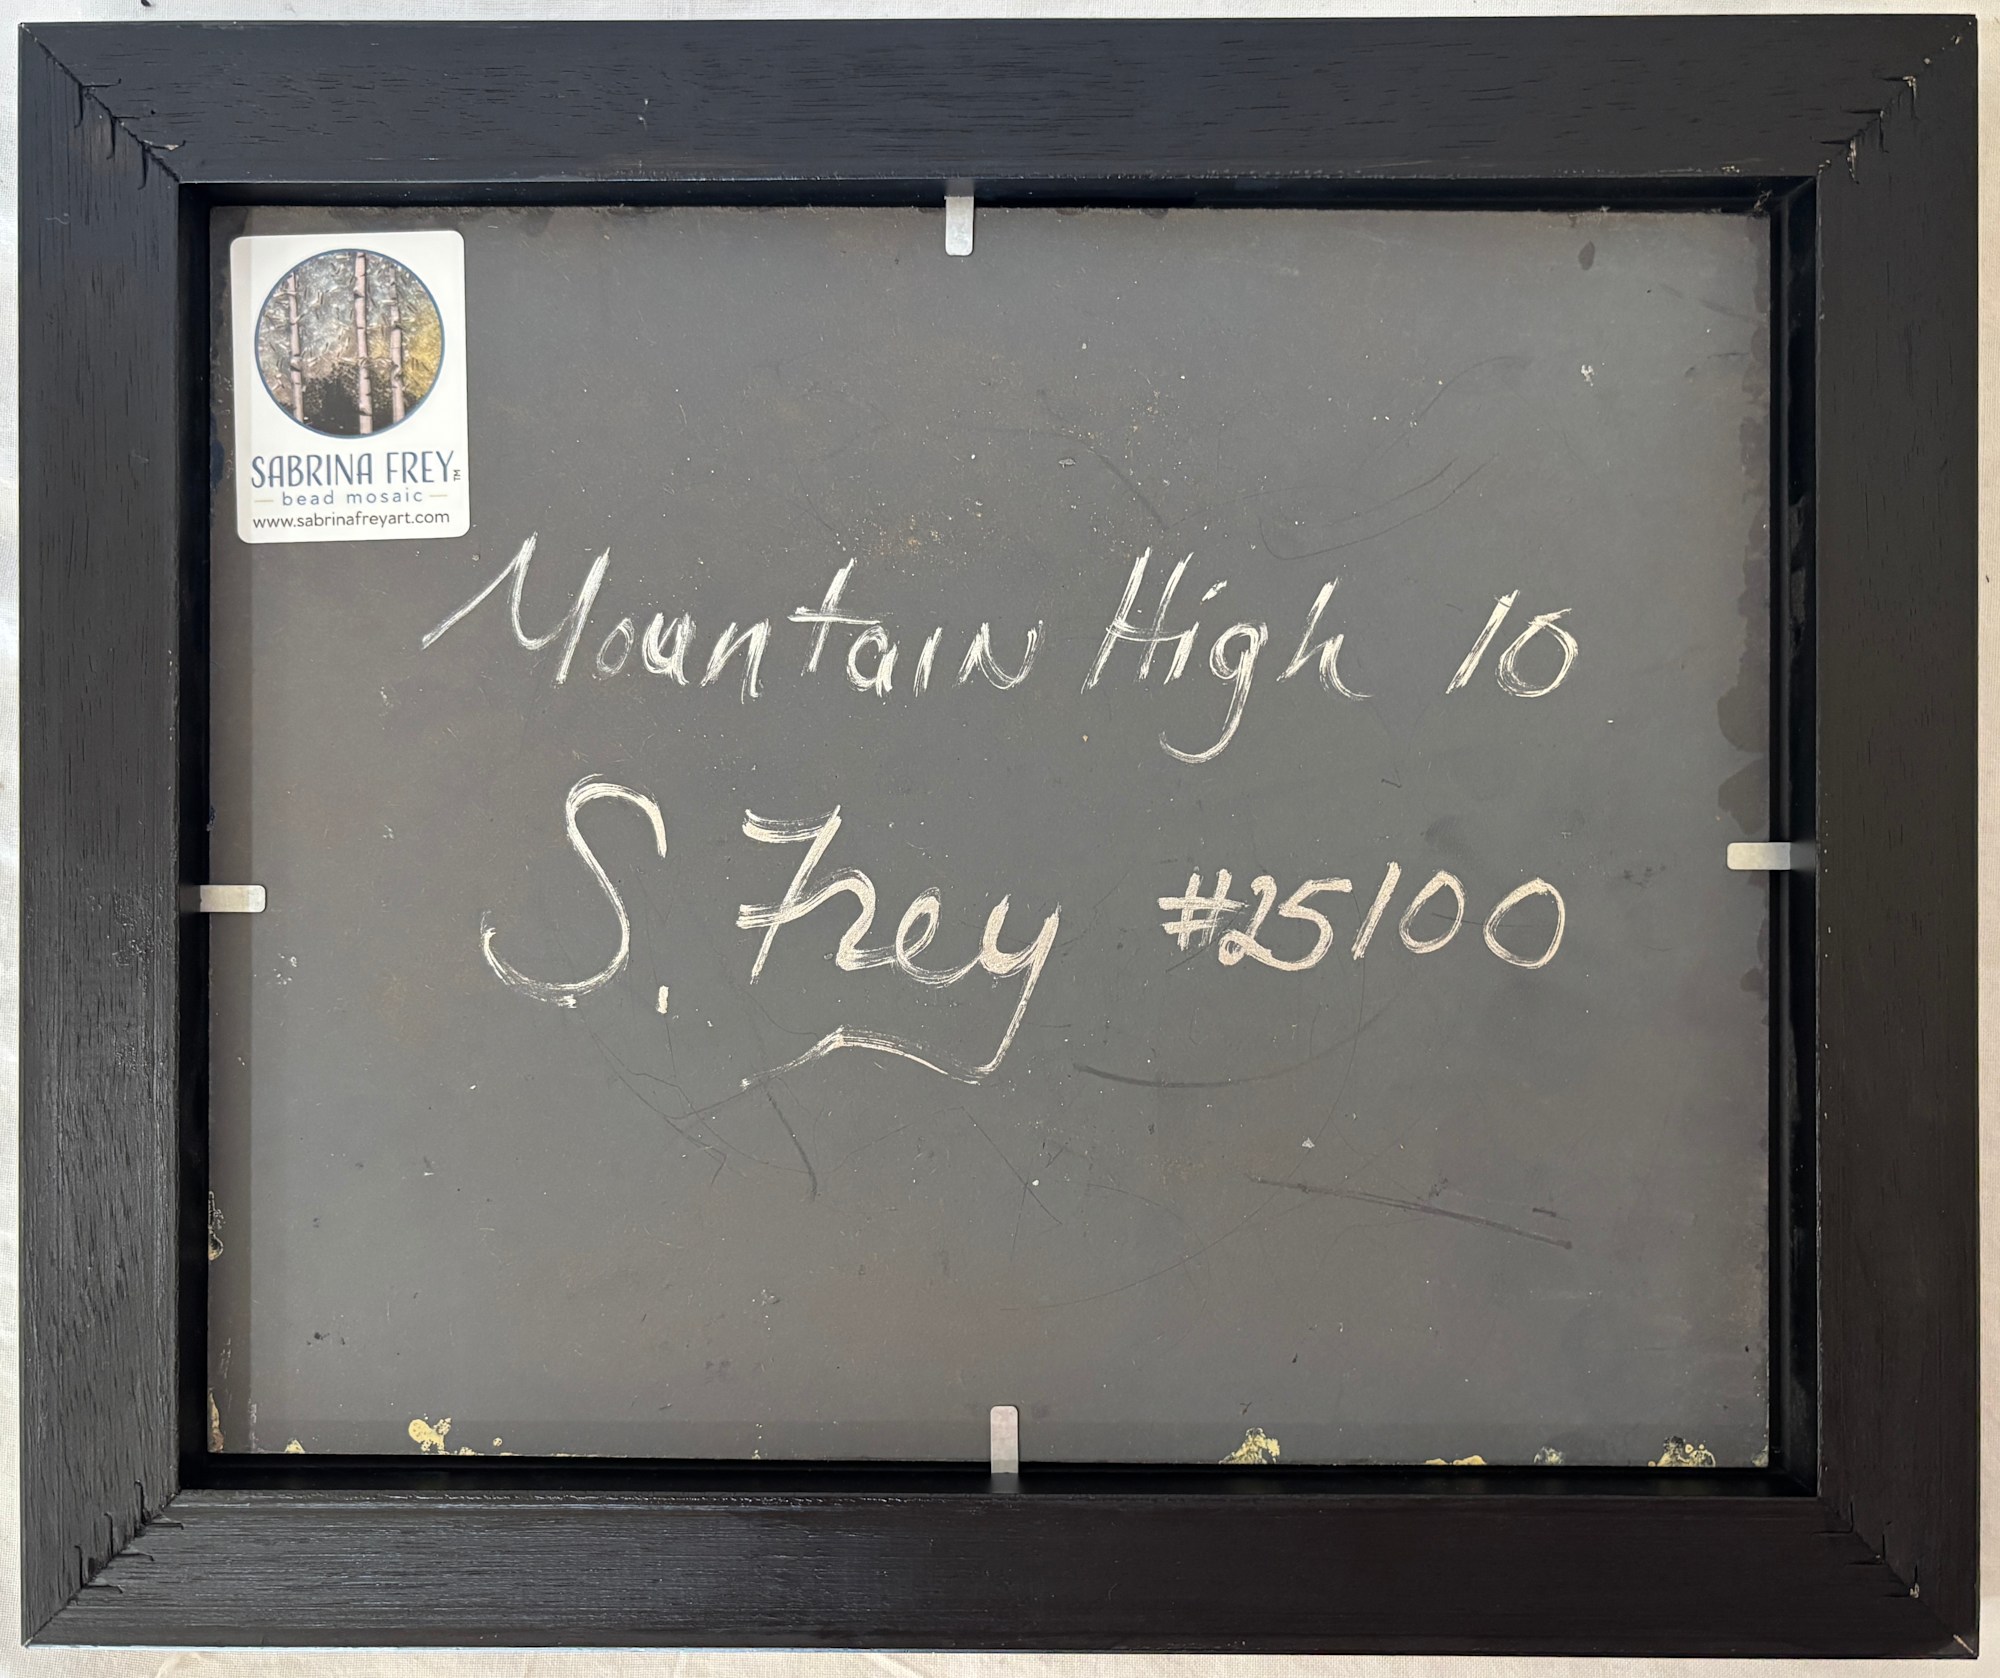 SABRINA FREY™
bead mosaic
www.sabrinafreyart.com
Mountain High 10
S. Frey #25100